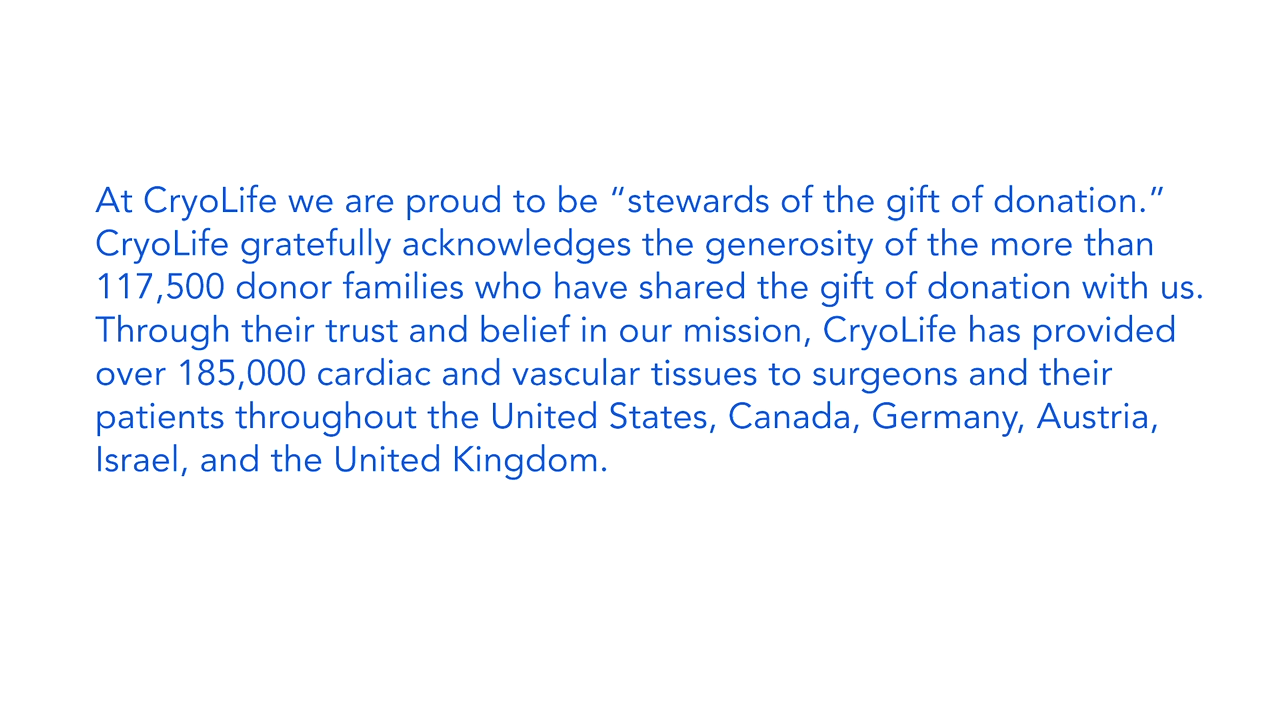 At CryoLife we are proud to be “stewards of the gift of donation.”
CryoLife gratefully acknowledges the generosity of the more than
117,500 donor families who have shared the gift of donation with us.
Through their trust and belief in our mission, CryoLife has provided
over 185,000 cardiac and vascular tissues to surgeons and their
patients throughout the United States, Canada, Germany, Austria,
Israel, and the United Kingdom.